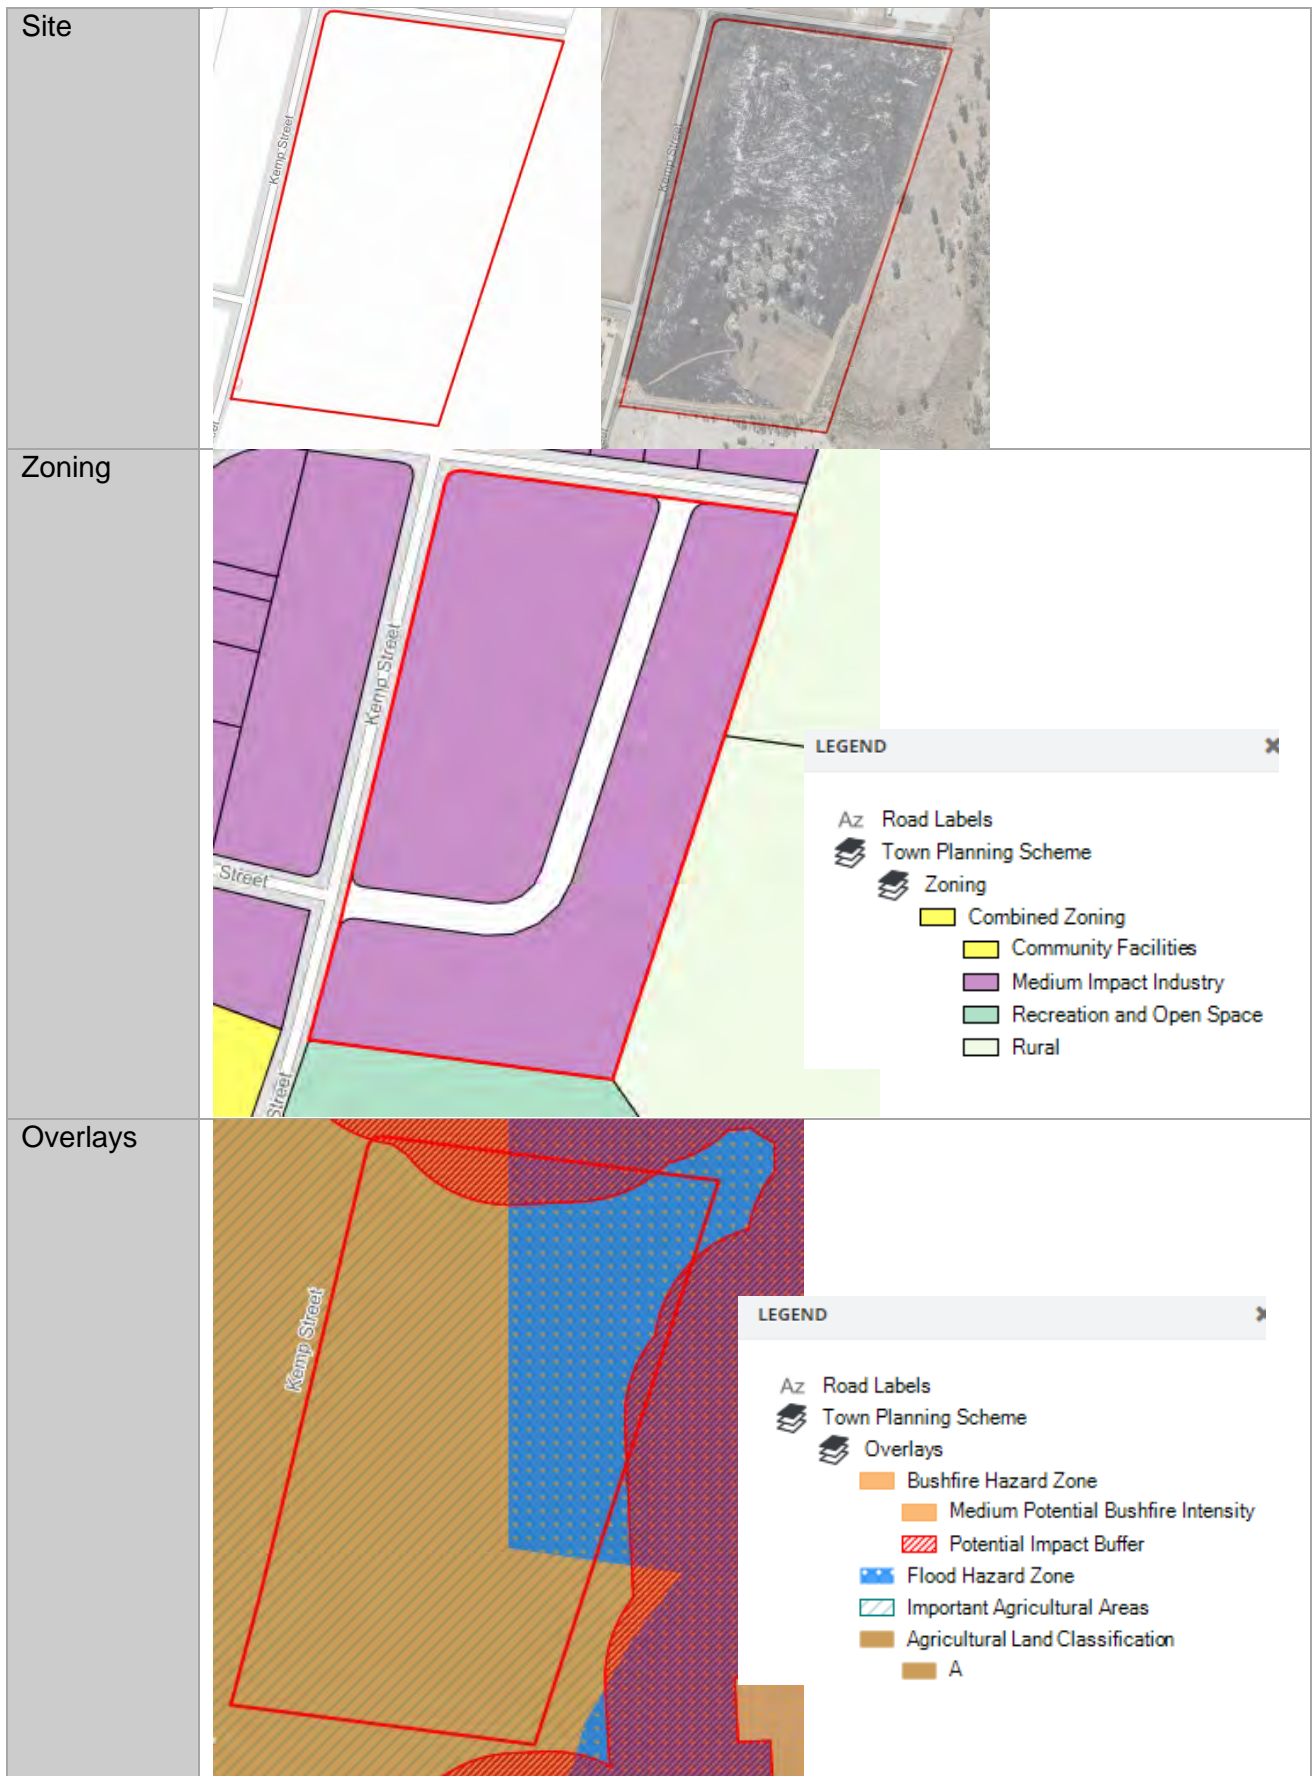 Site
Kemp Street
Kemp Street
Zoning
Kemp Street
Street
Street
LEGEND
Az Road Labels
Town Planning Scheme
Zoning
Combined Zoning
Community Facilities
Medium Impact Industry
Recreation and Open Space
Rural
Overlays
Kemp Street
LEGEND
Az Road Labels
Town Planning Scheme
Overlays
Bushfire Hazard Zone
Medium Potential Bushfire Intensity
Potential Impact Buffer
Flood Hazard Zone
Important Agricultural Areas
Agricultural Land Classification
A